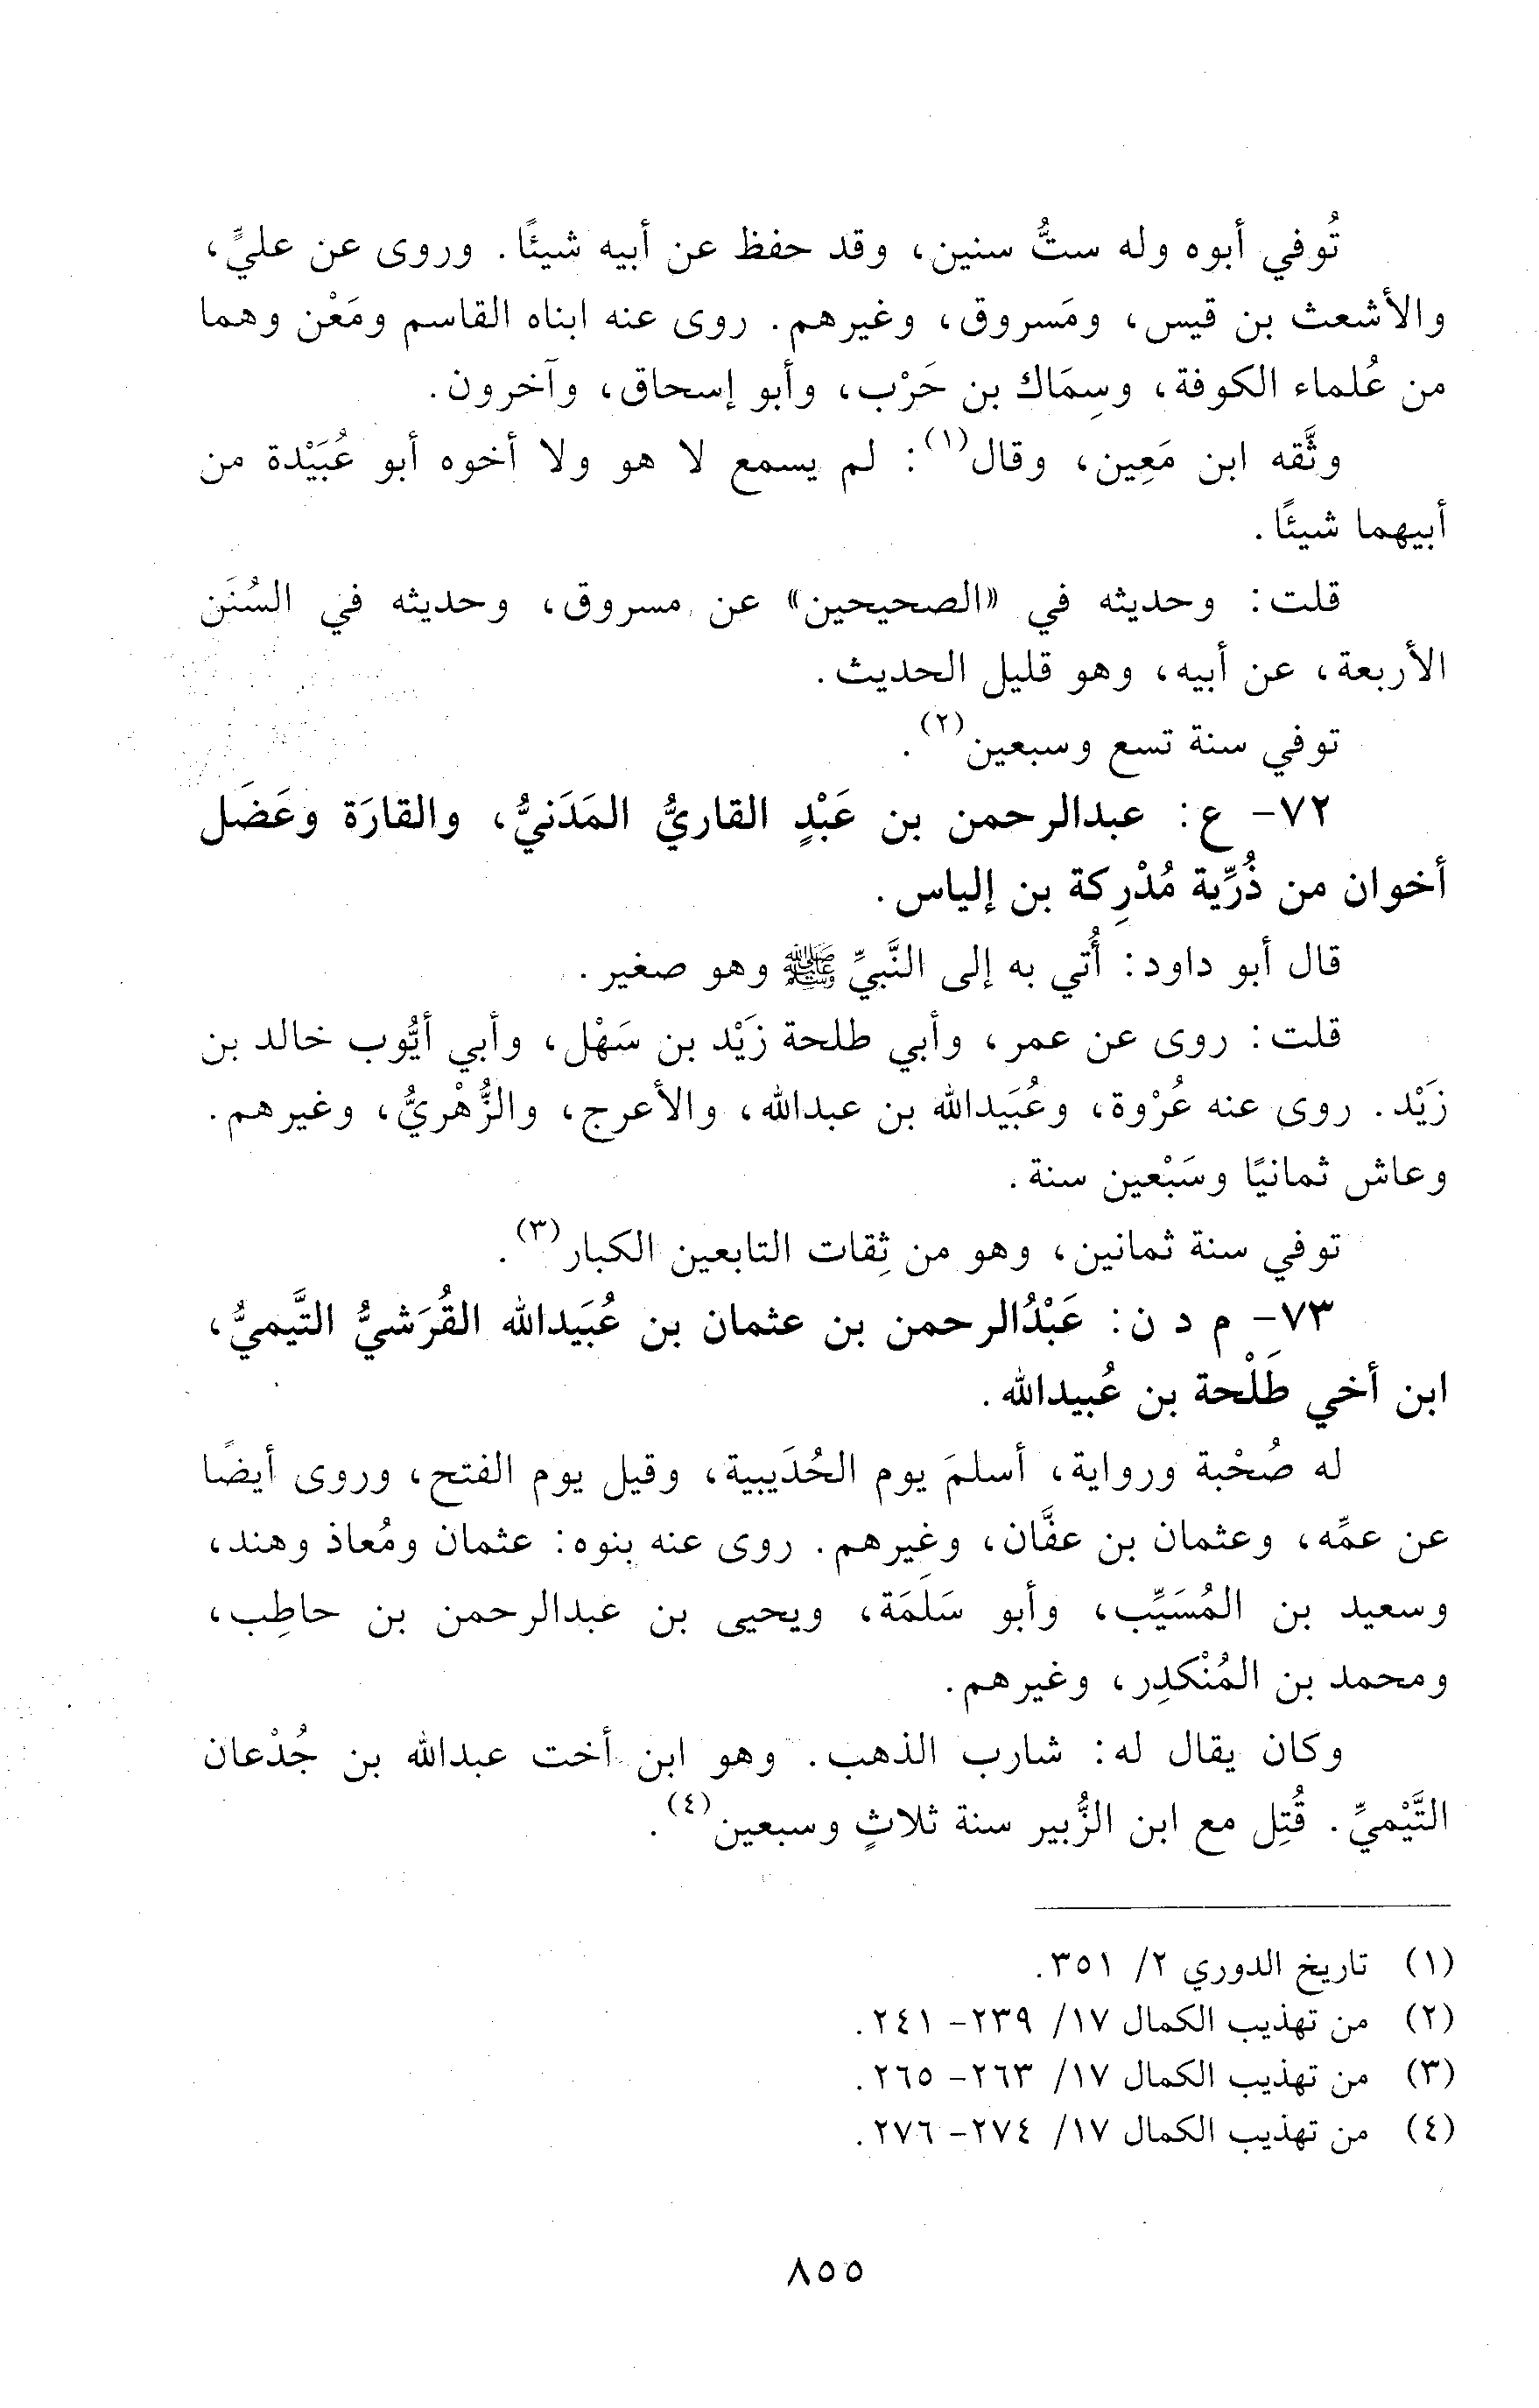 تُوفي أبوه وله ستُّ سنين، وقد حفظ عن أبيه شيئًا. وروى عن عليٍّ،
والأشعث بن قيس، ومَسروق، وغيرهم. روى عنه ابناه القاسم ومَعْن وهما
من عُلماء الكوفة، وسِمَاك بن حَرْب، وأبو إسحاق، وآخرون.
وثَّقه ابن مَعِين، وقال(١): لم يسمع لا هو ولا أخوه أبو عُبَيْدة من
أبيهما شيئًا.
قلت: وحديثه في «الصحيحين» عن مسروق، وحديثه في السُنَن
الأربعة، عن أبيه، وهو قليل الحديث.
توفي سنة تسع وسبعين(٢).
٧٢- ع: عبدالرحمن بن عَبْدٍ القاريُّ المَدَنيُّ، والقارَة وعَضَل
أخوان من ذُرِّية مُدْرِكة بن إلياس.
قال أبو داود: أُتي به إلى النَّبيِّ ﷺ وهو صغير.
قلت: روى عن عمر، وأبي طلحة زَيْد بن سَهْل، وأبي أيُّوب خالد بن
زَيْد. روى عنه عُرْوة، وعُبَيدالله بن عبدالله، والأعرج، والزُّهْريُّ، وغيرهم.
وعاش ثمانيًا وسَبْعين سنة.
توفي سنة ثمانين، وهو من ثِقات التابعين الكبار(٣).
٧٣- م د ن: عَبْدُالرحمن بن عثمان بن عُبَيدالله القُرَشيُّ التَّيميُّ،
ابن أخي طَلْحة بن عُبيدالله.
له صُحْبة ورواية، أسلمَ يوم الحُدَيبية، وقيل يوم الفتح، وروى أيضًا
عن عمِّه، وعثمان بن عفَّان، وغيرهم. روى عنه بنوه: عثمان ومُعاذ وهند،
وسعيد بن المُسَيِّب، وأبو سَلَمَة، ويحيى بن عبدالرحمن بن حاطِب،
ومحمد بن المُنْكدِر، وغيرهم.
وكان يقال له: شارب الذهب. وهو ابن أخت عبدالله بن جُدْعان
التَّيْميِّ. قُتِل مع ابن الزُّبير سنة ثلاثٍ وسبعين(٤).
(١) تاريخ الدوري ٢/ ٣٥١.
(٢) من تهذيب الكمال ١٧/ ٢٣٩- ٢٤١.
(٣) من تهذيب الكمال ١٧/ ٢٦٣- ٢٦٥.
(٤) من تهذيب الكمال ١٧/ ٢٧٤- ٢٧٦.
٨٥٥